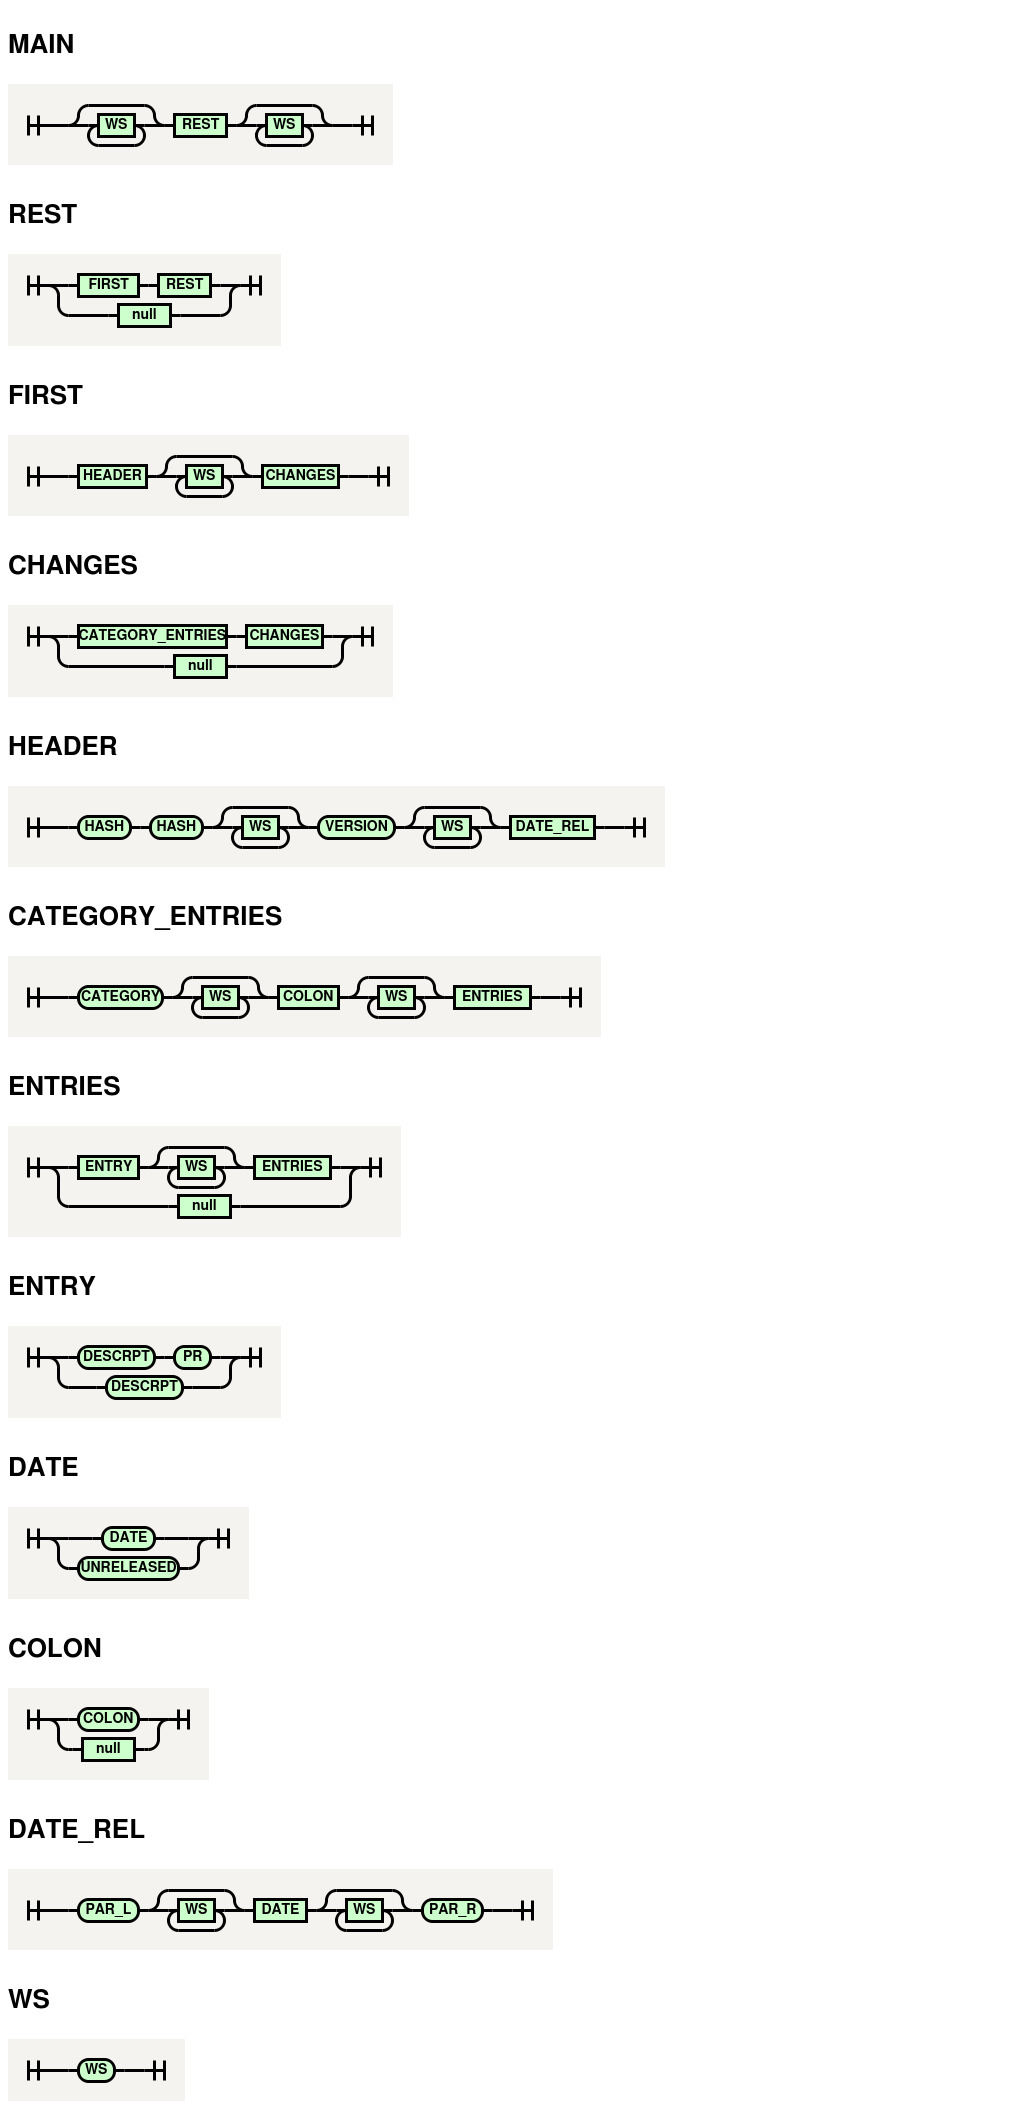 MAIN
WS REST WS
REST
FIRST REST
null
FIRST
HEADER WS CHANGES
CHANGES
CATEGORY_ENTRIES CHANGES
null
HEADER
HASH HASH WS VERSION WS DATE_REL
CATEGORY_ENTRIES
CATEGORY WS COLON WS ENTRIES
ENTRIES
ENTRY WS ENTRIES
null
ENTRY
DESCRPT PR
DESCRPT
DATE
DATE
UNRELEASED
COLON
COLON
null
DATE_REL
PAR_L WS DATE WS PAR_R
WS
WS